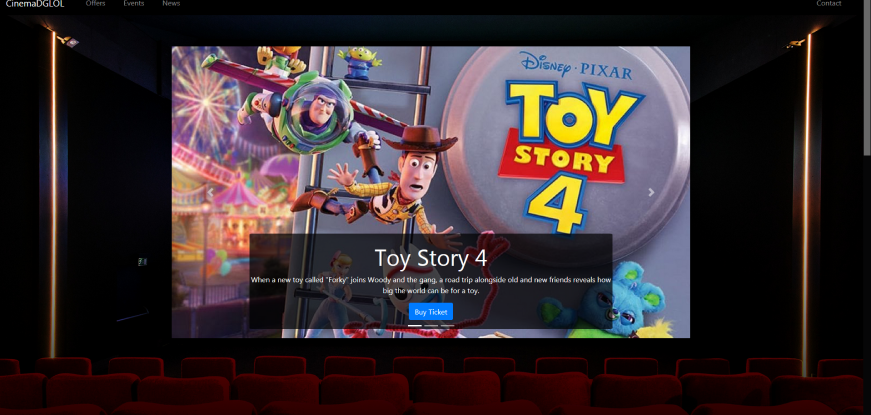 CinemaDGLOL Offers Events News Contact
Disney · PIXAR
TOY
STORY
4
Toy Story 4
When a new toy called "Forky" joins Woody and the gang, a road trip alongside old and new friends reveals how
big the world can be for a toy.
Buy Ticket